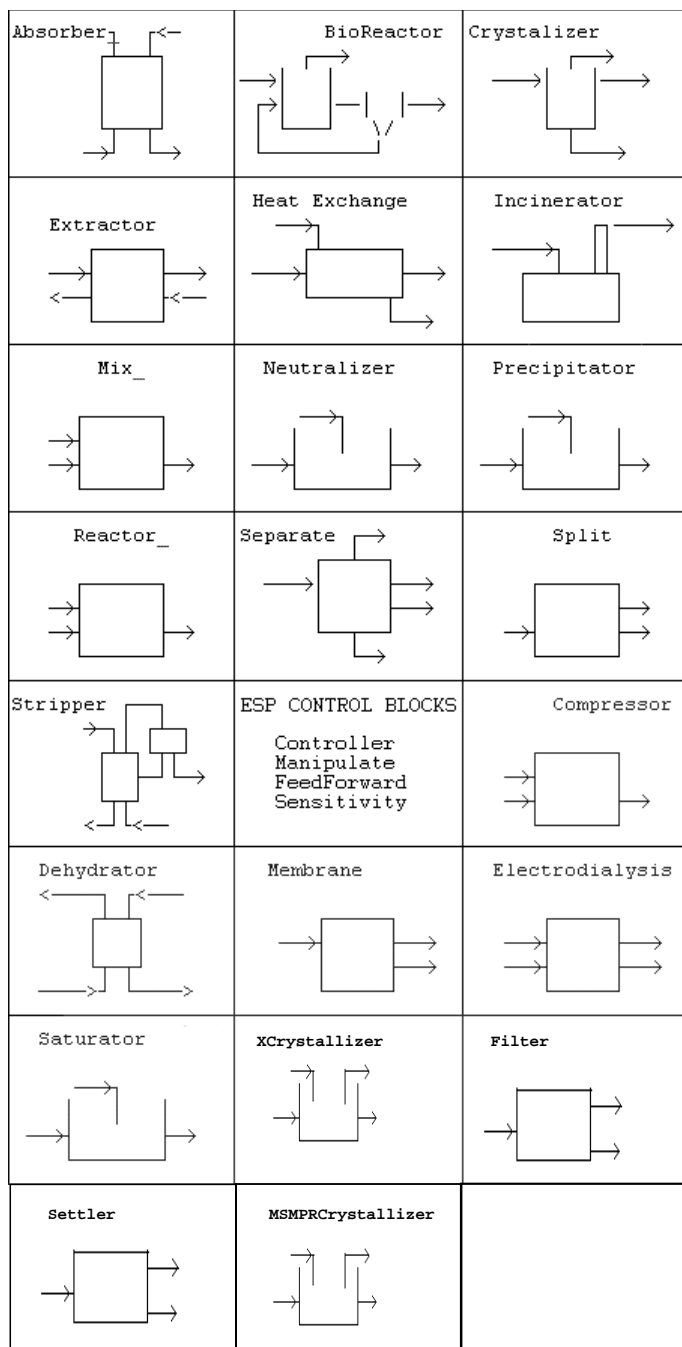 Absorber
BioReactor
Crystalizer
Extractor
Heat Exchange
Incinerator
Mix_
Neutralizer
Precipitator
Reactor_
Separate
Split
Stripper
ESP CONTROL BLOCKS
Controller
Manipulate
FeedForward
Sensitivity
Compressor
Dehydrator
Membrane
Electrodialysis
Saturator
XCrystallizer
Filter
Settler
MSMPRCrystallizer